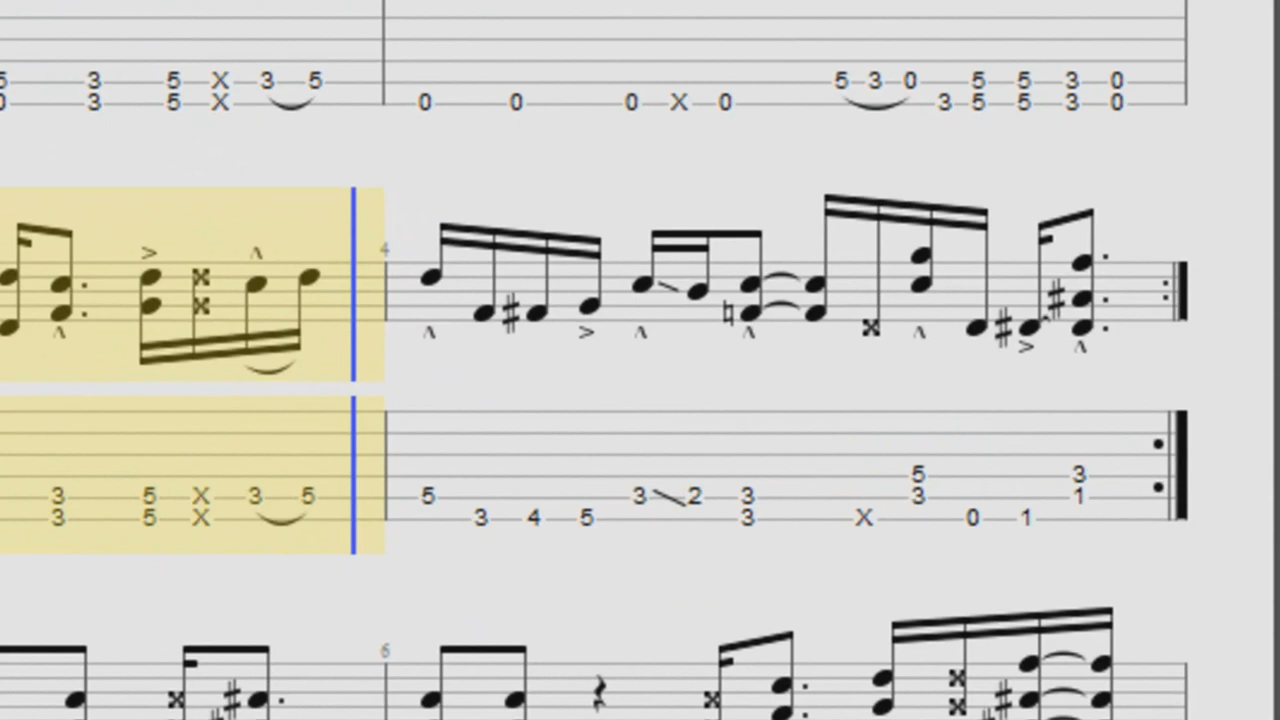 5 3 5 X 3 5 5 3 0 5 5 3 0
0 3 5 X 0 0 0 X 0 3 5 5 3 0
4
5 3
3 5 X 3 5 5 3 2 3 3 1
3 5 X 3 4 5 3 X 0 1
6